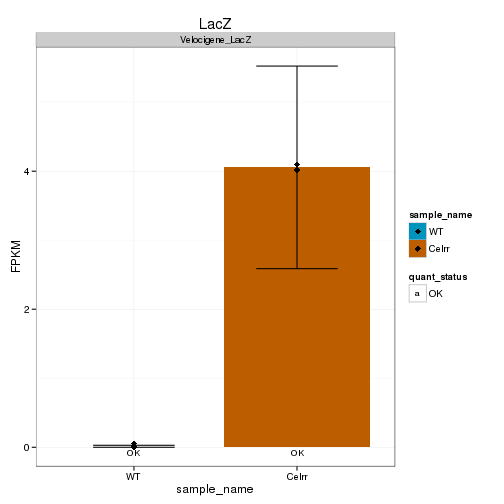 LacZ
Velocigene_LacZ
FPKM
4
2
0
OK
OK
WT
Celrr
sample_name
sample_name
WT
Celrr
quant_status
a OK